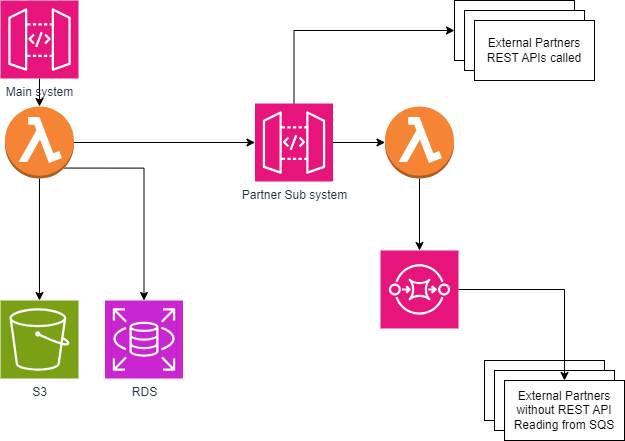 External Partners
REST APIs called
Main system
Partner Sub system
S3
RDS
External Partners
without REST API
Reading from SQS